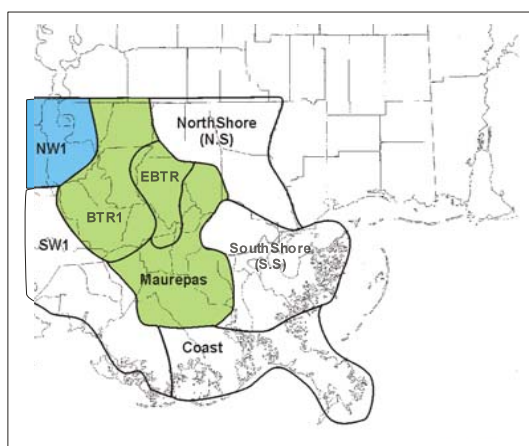 NorthShore
(N.S)
NW1
EBTR
BTR1
SW1
SouthShore
(S.S)
Maurepas
Coast